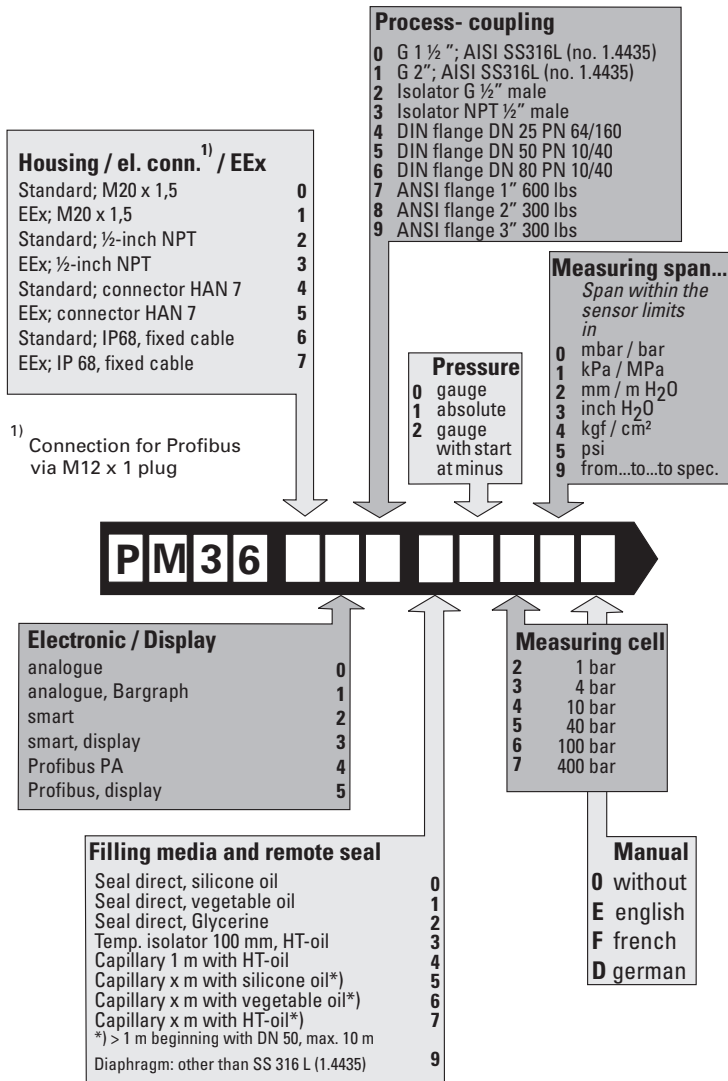 Process- coupling
0 G 1 ½ "; AISI SS316L (no. 1.4435)
1 G 2"; AISI SS316L (no. 1.4435)
2 Isolator G ½" male
3 Isolator NPT ½" male
4 DIN flange DN 25 PN 64/160
5 DIN flange DN 50 PN 10/40
6 DIN flange DN 80 PN 10/40
7 ANSI flange 1" 600 lbs
8 ANSI flange 2" 300 lbs
9 ANSI flange 3" 300 lbs
Housing / el. conn.1) / EEx
Standard; M20 x 1,5 0
EEx; M20 x 1,5 1
Standard; ½-inch NPT 2
EEx; ½-inch NPT 3
Standard; connector HAN 7 4
EEx; connector HAN 7 5
Standard; IP68, fixed cable 6
EEx; IP 68, fixed cable 7
Measuring span...
Span within the
sensor limits
in
0 mbar / bar
1 kPa / MPa
2 mm / m H2O
3 inch H2O
4 kgf / cm²
5 psi
9 from...to...to spec.
Pressure
0 gauge
1 absolute
2 gauge
with start
at minus
1) Connection for Profibus
via M12 x 1 plug
PM36
Electronic / Display
analogue 0
analogue, Bargraph 1
smart 2
smart, display 3
Profibus PA 4
Profibus, display 5
Measuring cell
2 1 bar
3 4 bar
4 10 bar
5 40 bar
6 100 bar
7 400 bar
Filling media and remote seal
Seal direct, silicone oil 0
Seal direct, vegetable oil 1
Seal direct, Glycerine 2
Temp. isolator 100 mm, HT-oil 3
Capillary 1 m with HT-oil 4
Capillary x m with silicone oil*) 5
Capillary x m with vegetable oil*) 6
Capillary x m with HT-oil*) 7
*) > 1 m beginning with DN 50, max. 10 m
Diaphragm: other than SS 316 L (1.4435) 9
Manual
0 without
E english
F french
D german